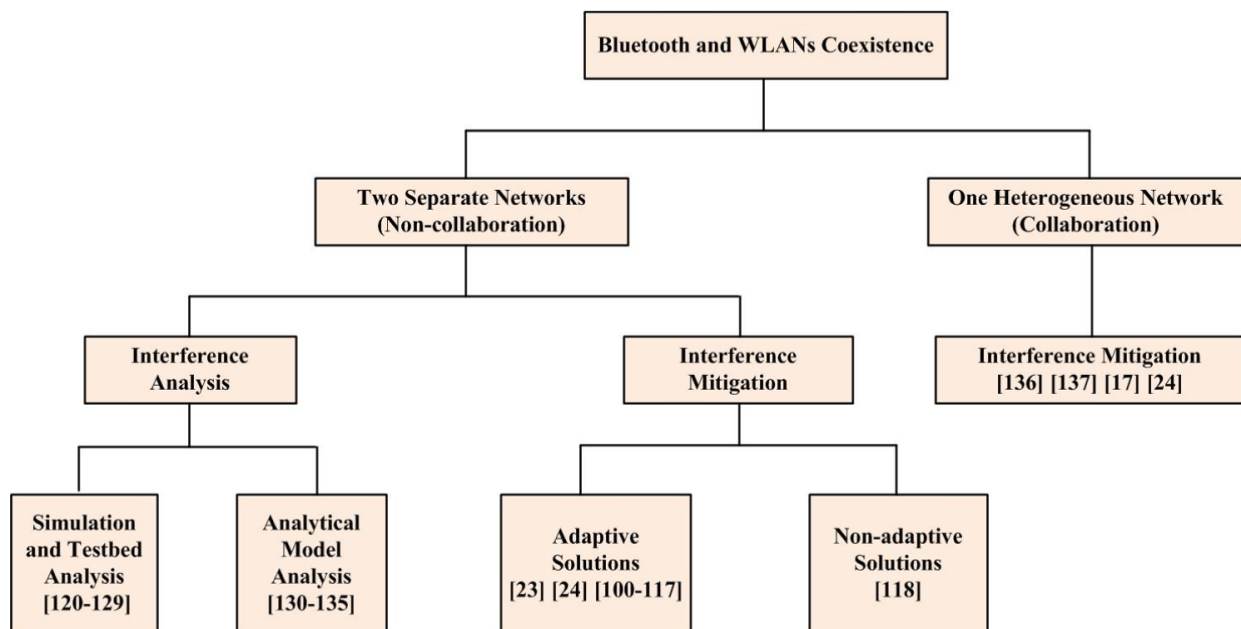 Bluetooth and WLANs Coexistence
Two Separate Networks
(Non-collaboration)
One Heterogeneous Network
(Collaboration)
Interference
Analysis
Interference
Mitigation
Interference Mitigation
[136] [137] [17] [24]
Simulation
and Testbed
Analysis
[120-129]
Analytical
Model
Analysis
[130-135]
Adaptive
Solutions
[23] [24] [100-117]
Non-adaptive
Solutions
[118]